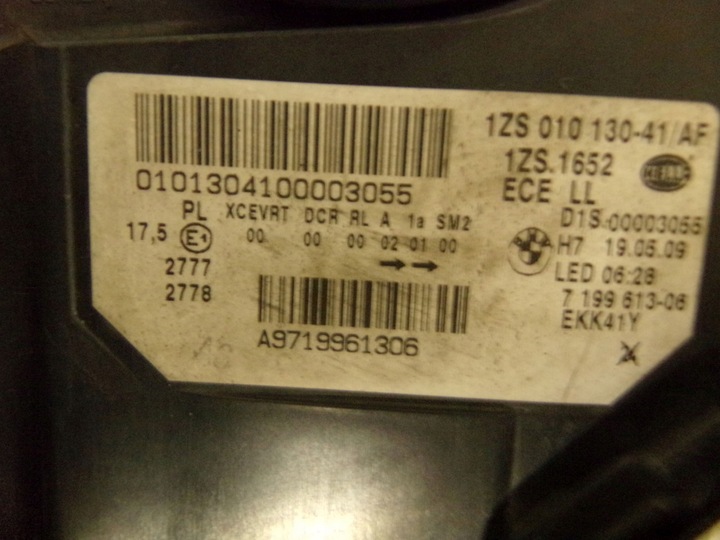 1ZS 010 130-41/AF
1ZS.1652
HELLA
ECE LL
0101304100003055
D1S 00003055
PL XCEVRT DCR RL A 1a SM2
17,5 E1 00 00 00 02 01 00
H7 19.05.09
2777
LED 06:28
2778
7 199 613-06
EKK41Y
A9719961306